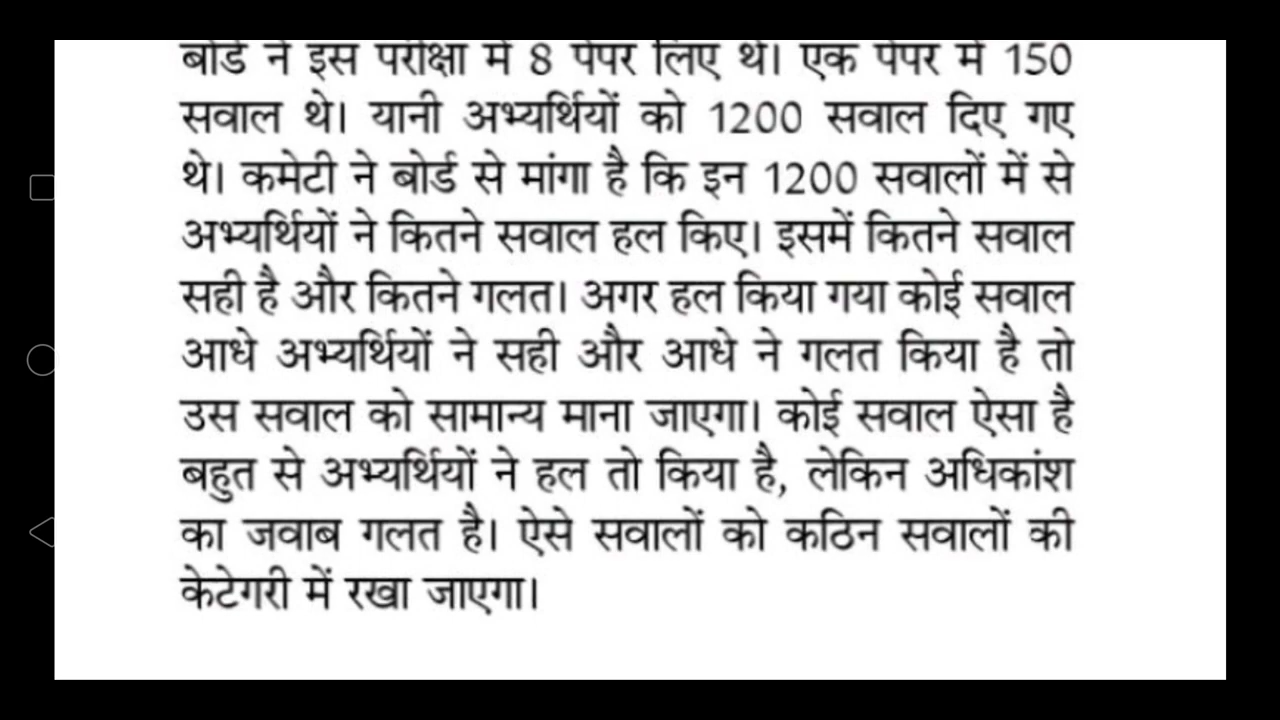 बोर्ड ने इस परीक्षा में 8 पेपर लिए थे। एक पेपर में 150
सवाल थे। यानी अभ्यर्थियों को 1200 सवाल दिए गए
थे। कमेटी ने बोर्ड से मांगा है कि इन 1200 सवालों में से
अभ्यर्थियों ने कितने सवाल हल किए। इसमें कितने सवाल
सही है और कितने गलत। अगर हल किया गया कोई सवाल
आधे अभ्यर्थियों ने सही और आधे ने गलत किया है तो
उस सवाल को सामान्य माना जाएगा। कोई सवाल ऐसा है
बहुत से अभ्यर्थियों ने हल तो किया है, लेकिन अधिकांश
का जवाब गलत है। ऐसे सवालों को कठिन सवालों की
केटेगरी में रखा जाएगा।